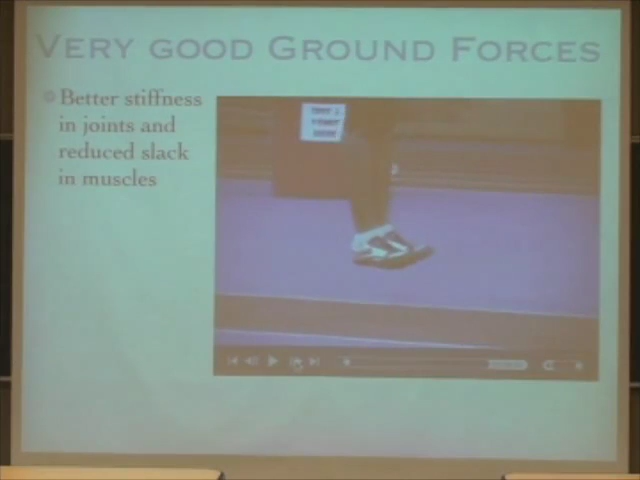 VERY GOOD GROUND FORCES
Better stiffness
in joints and
reduced slack
in muscles